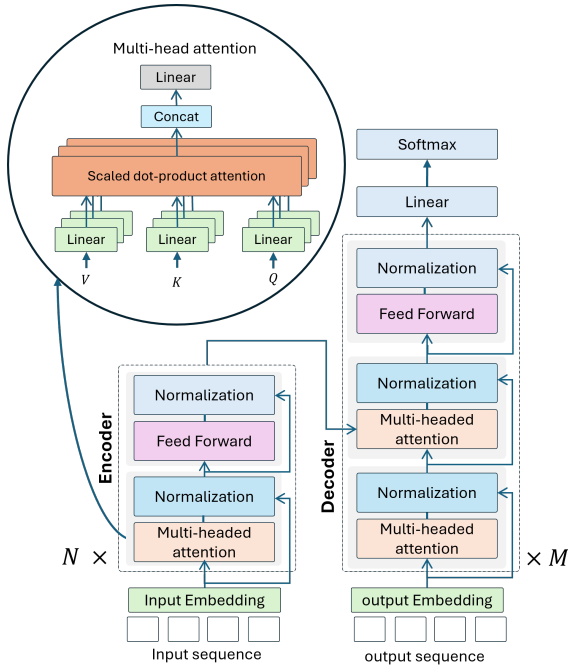 Multi-head attention
Linear
Concat
Scaled dot-product attention
Linear
Linear
Linear
V
K
Q
Encoder
Normalization
Feed Forward
Normalization
Multi-headed
attention
N ×
Input Embedding
Input sequence
Softmax
Linear
Decoder
Normalization
Feed Forward
Normalization
Multi-headed
attention
Normalization
Multi-headed
attention
× M
output Embedding
output sequence